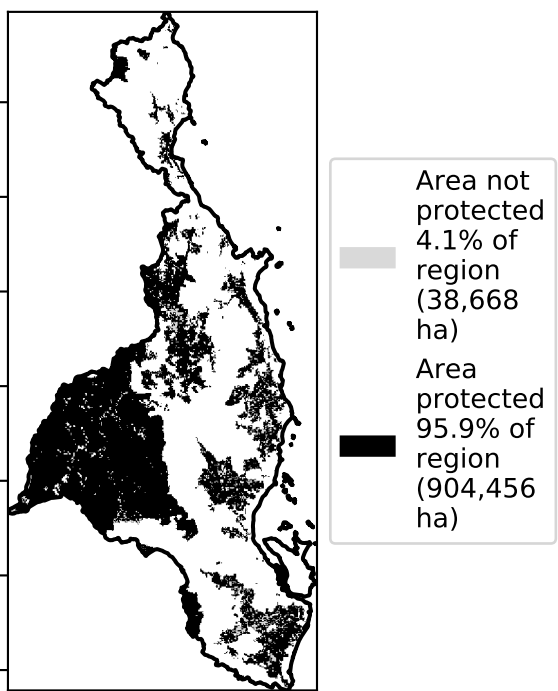 Area not
protected
4.1% of
region
(38,668
ha)
Area
protected
95.9% of
region
(904,456
ha)